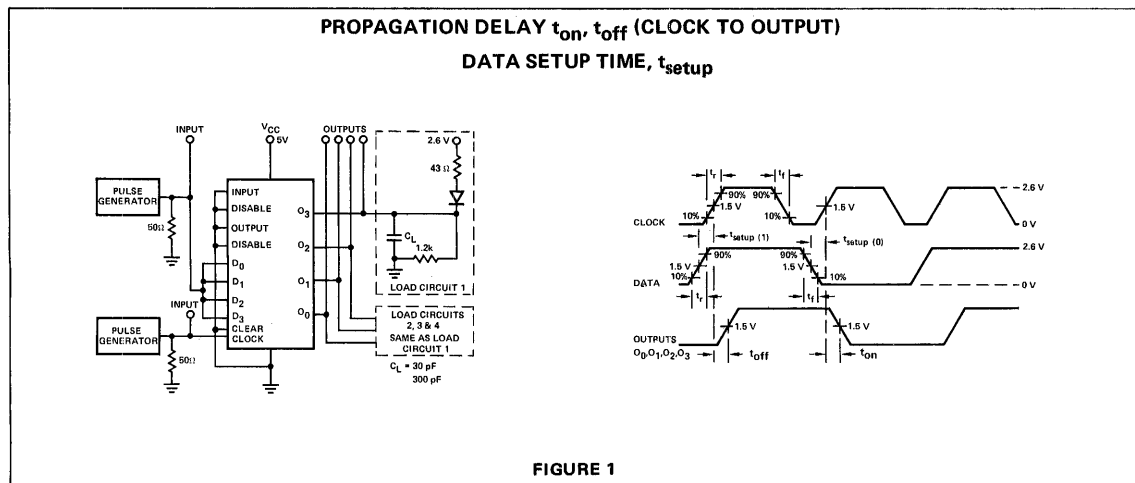 PROPAGATION DELAY t_on, t_off (CLOCK TO OUTPUT)
DATA SETUP TIME, t_setup
INPUT
V_CC
5V
OUTPUTS
2.6 V
43 Ω
PULSE
GENERATOR
50Ω
INPUT
DISABLE
OUTPUT
DISABLE
D_0
D_1
D_2
D_3
CLEAR
CLOCK
O_3
O_2
O_1
O_0
C_L
1.2k
LOAD CIRCUIT 1
INPUT
PULSE
GENERATOR
50Ω
LOAD CIRCUITS
2, 3 & 4
SAME AS LOAD
CIRCUIT 1
C_L = 30 pF
300 pF
t_r
t_f
90%
90%
2.6 V
1.5 V
1.5 V
10%
10%
CLOCK
0 V
t_setup (1)
t_setup (0)
90%
90%
2.6 V
1.5 V
1.5 V
10%
10%
DATA
0 V
t_r
t_f
1.5 V
1.5 V
OUTPUTS
O_0,O_1,O_2,O_3
t_off
t_on
FIGURE 1